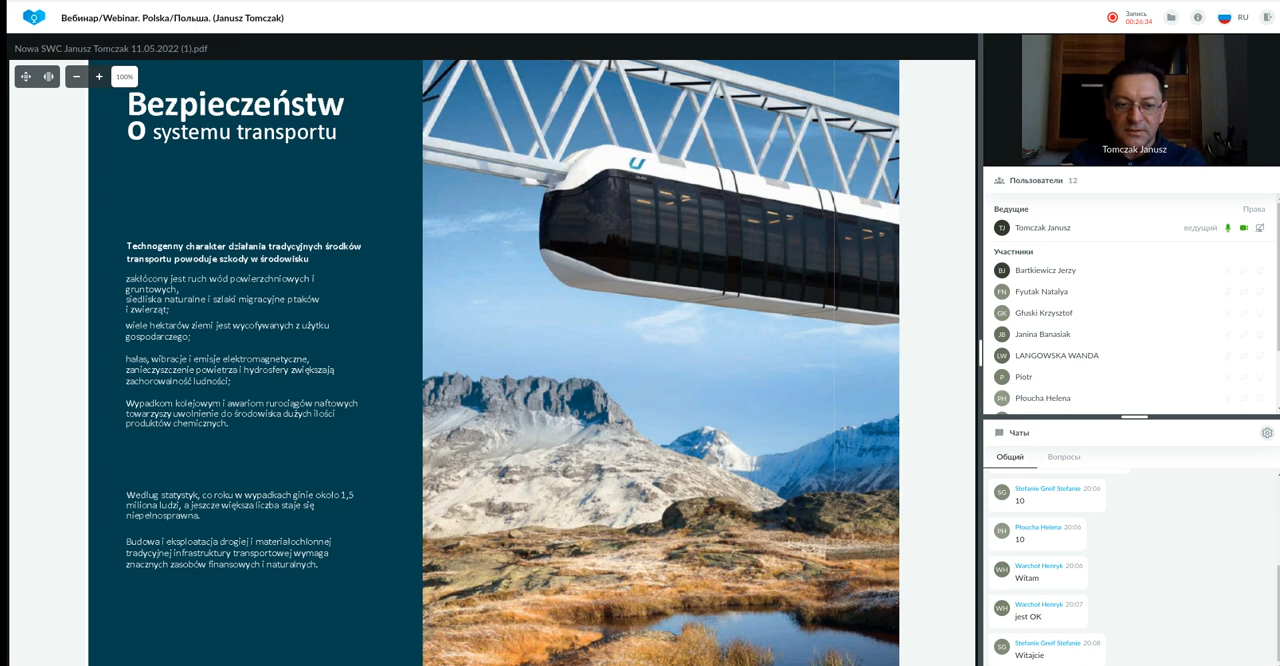 Вебинар/Webinar. Polska/Польша. (Janusz Tomczak)
Запись
00:26:34
RU
Nowa SWC Janusz Tomczak 11.05.2022 (1).pdf
100%
Bezpieczeństw
o systemu transportu
Technogenny charakter działania tradycyjnych środków
transportu powoduje szkody w środowisku
zakłócony jest ruch wód powierzchniowych i
gruntowych,
siedliska naturalne i szlaki migracyjne ptaków
i zwierząt;
wiele hektarów ziemi jest wycofywanych z użytku
gospodarczego;
hałas, wibracje i emisje elektromagnetyczne,
zanieczyszczenie powietrza i hydrosfery zwiększają
zachorowalność ludności;
Wypadkom kolejowym i awariom rurociągów naftowych
towarzyszy uwolnienie do środowiska dużych ilości
produktów chemicznych.
Według statystyk, co roku w wypadkach ginie około 1,5
miliona ludzi, a jeszcze większa liczba staje się
niepełnosprawna.
Budowa i eksploatacja drogiej i materiałochłonnej
tradycyjnej infrastruktury transportowej wymaga
znacznych zasobów finansowych i naturalnych.
Tomczak Janusz
Пользователи 12
Ведущие Права
TJ Tomczak Janusz ведущий
Участники
BJ Bartkiewicz Jerzy
FN Fyutak Natalya
GK Głuski Krzysztof
JB Janina Banasiak
LW LANGOWSKA WANDA
P Piotr
PH Płoucha Helena
Чаты
Общий Вопросы
SG Stefanie Greif Stefanie 20:06
10
PH Płoucha Helena 20:06
10
WH Warchoł Henryk 20:06
Witam
WH Warchoł Henryk 20:07
jest OK
SG Stefanie Greif Stefanie 20:08
Witajcie